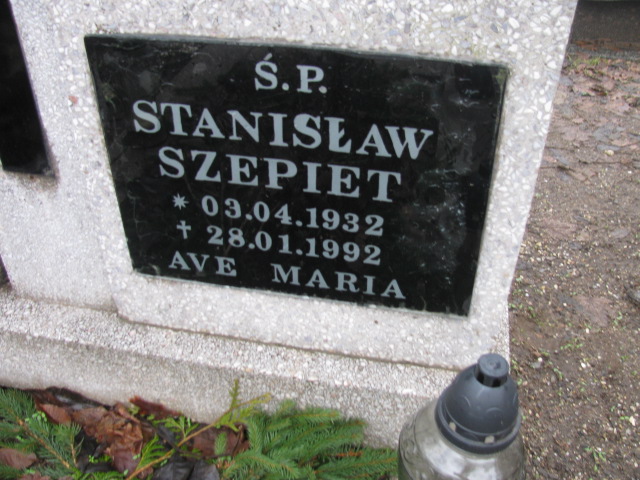 Ś.P.
STANISŁAW
SZEPIET
* 03.04.1932
† 28.01.1992
AVE MARIA